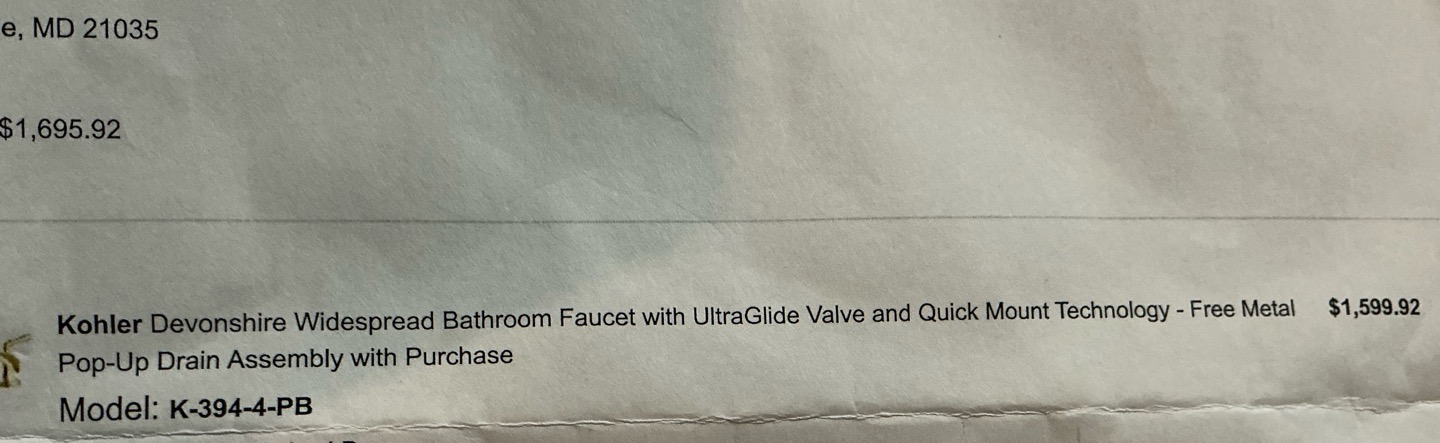 e, MD 21035
$1,695.92
Kohler Devonshire Widespread Bathroom Faucet with UltraGlide Valve and Quick Mount Technology - Free Metal $1,599.92
Pop-Up Drain Assembly with Purchase
Model: K-394-4-PB